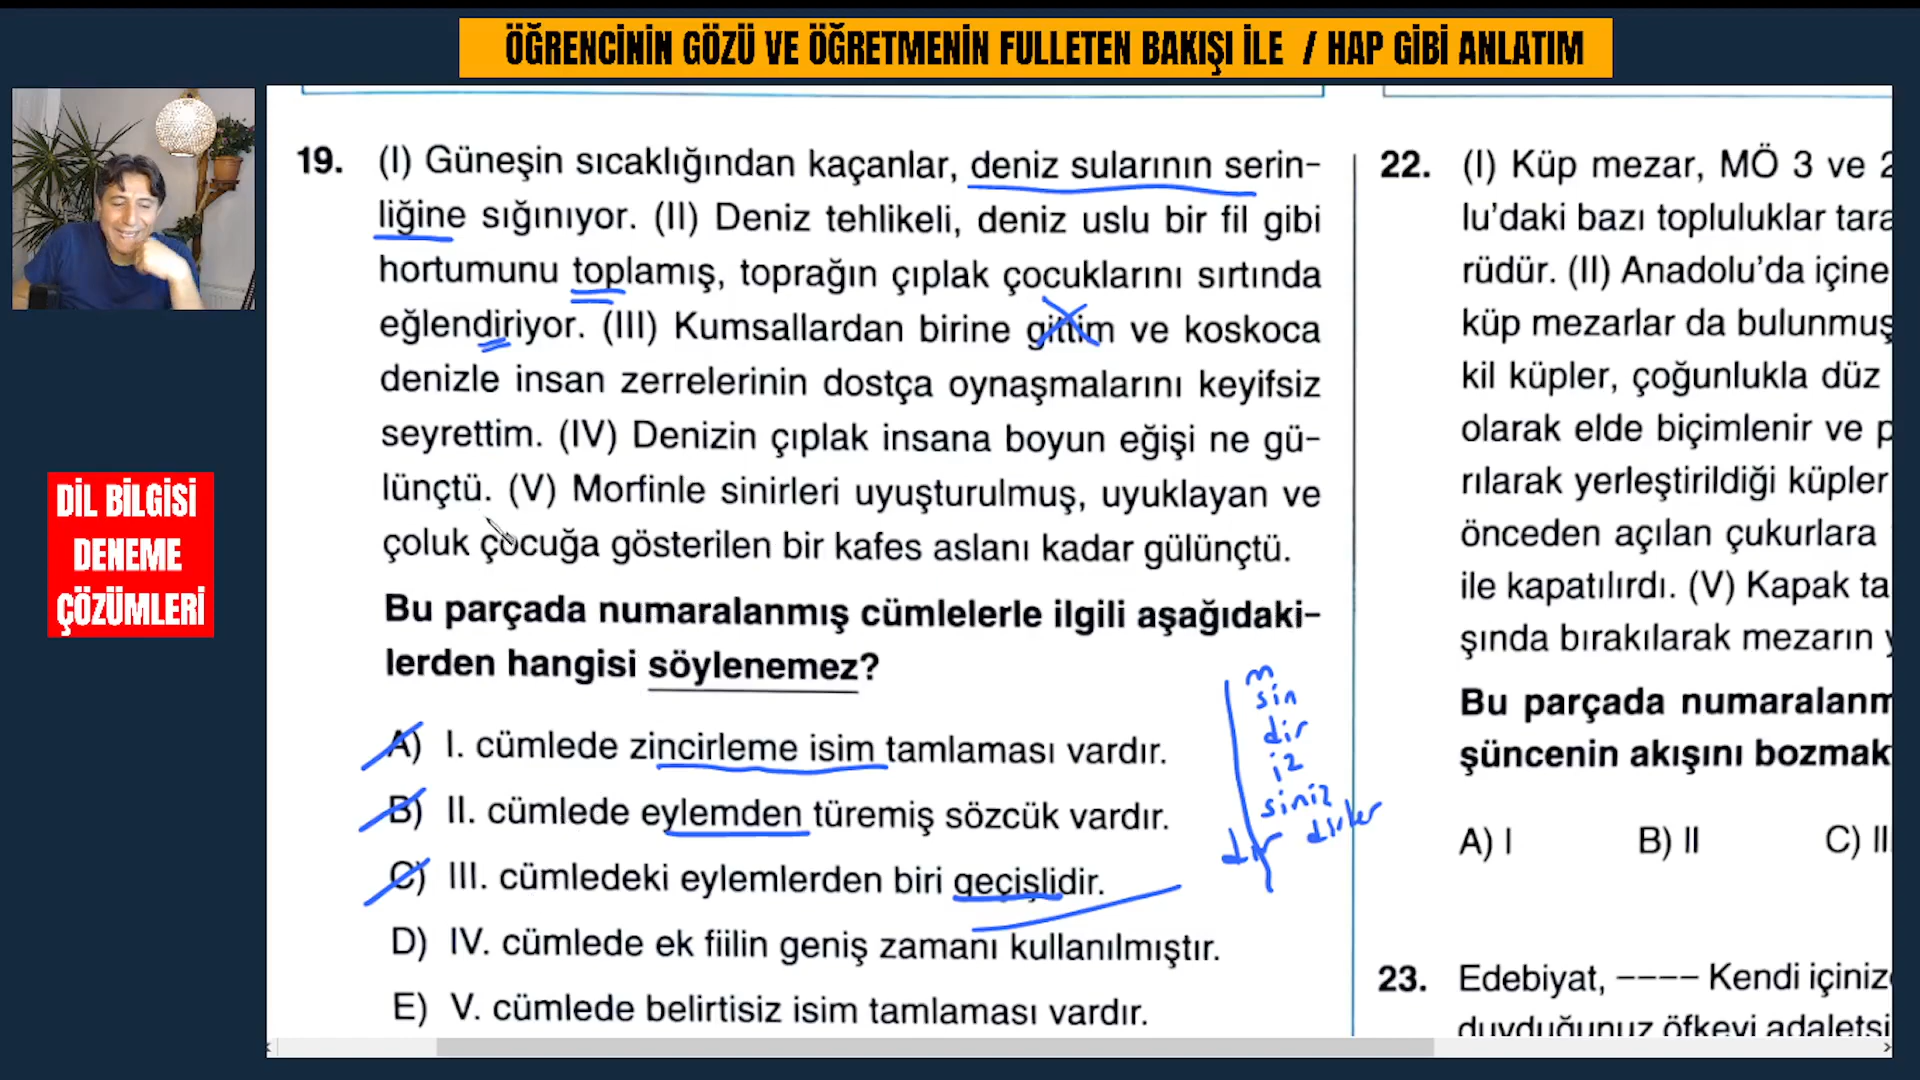 ÖĞRENCİNİN GÖZÜ VE ÖĞRETMENİN FULLETEN BAKIŞI İLE / HAP GİBİ ANLATIM
DİL BİLGİSİ
DENEME
ÇÖZÜMLERİ
19. (I) Güneşin sıcaklığından kaçanlar, deniz sularının serin-
liğine sığınıyor. (II) Deniz tehlikeli, deniz uslu bir fil gibi
hortumunu toplamış, toprağın çıplak çocuklarını sırtında
eğlendiriyor. (III) Kumsallardan birine gittim ve koskoca
denizle insan zerrelerinin dostça oynaşmalarını keyifsiz
seyrettim. (IV) Denizin çıplak insana boyun eğişi ne gü-
lünçtü. (V) Morfinle sinirleri uyuşturulmuş, uyuklayan ve
çoluk çocuğa gösterilen bir kafes aslanı kadar gülünçtü.
Bu parçada numaralanmış cümlelerle ilgili aşağıdaki-
lerden hangisi söylenemez?
A) I. cümlede zincirleme isim tamlaması vardır.
B) II. cümlede eylemden türemiş sözcük vardır.
C) III. cümledeki eylemlerden biri geçişlidir.
D) IV. cümlede ek fiilin geniş zamanı kullanılmıştır.
E) V. cümlede belirtisiz isim tamlaması vardır.
m
sin
dir
iz
siniz
dirler
dır
22. (I) Küp mezar, MÖ 3 ve 2
lu'daki bazı topluluklar tara
rüdür. (II) Anadolu'da içine
küp mezarlar da bulunmuş
kil küpler, çoğunlukla düz
olarak elde biçimlenir ve p
rılarak yerleştirildiği küpler
önceden açılan çukurlara
ile kapatılırdı. (V) Kapak ta
şında bırakılarak mezarın y
Bu parçada numaralanm
şüncenin akışını bozmak
A) I B) II C) III
23. Edebiyat, ---- Kendi içiniz
duyduğunuz öfkeyi adaletsi